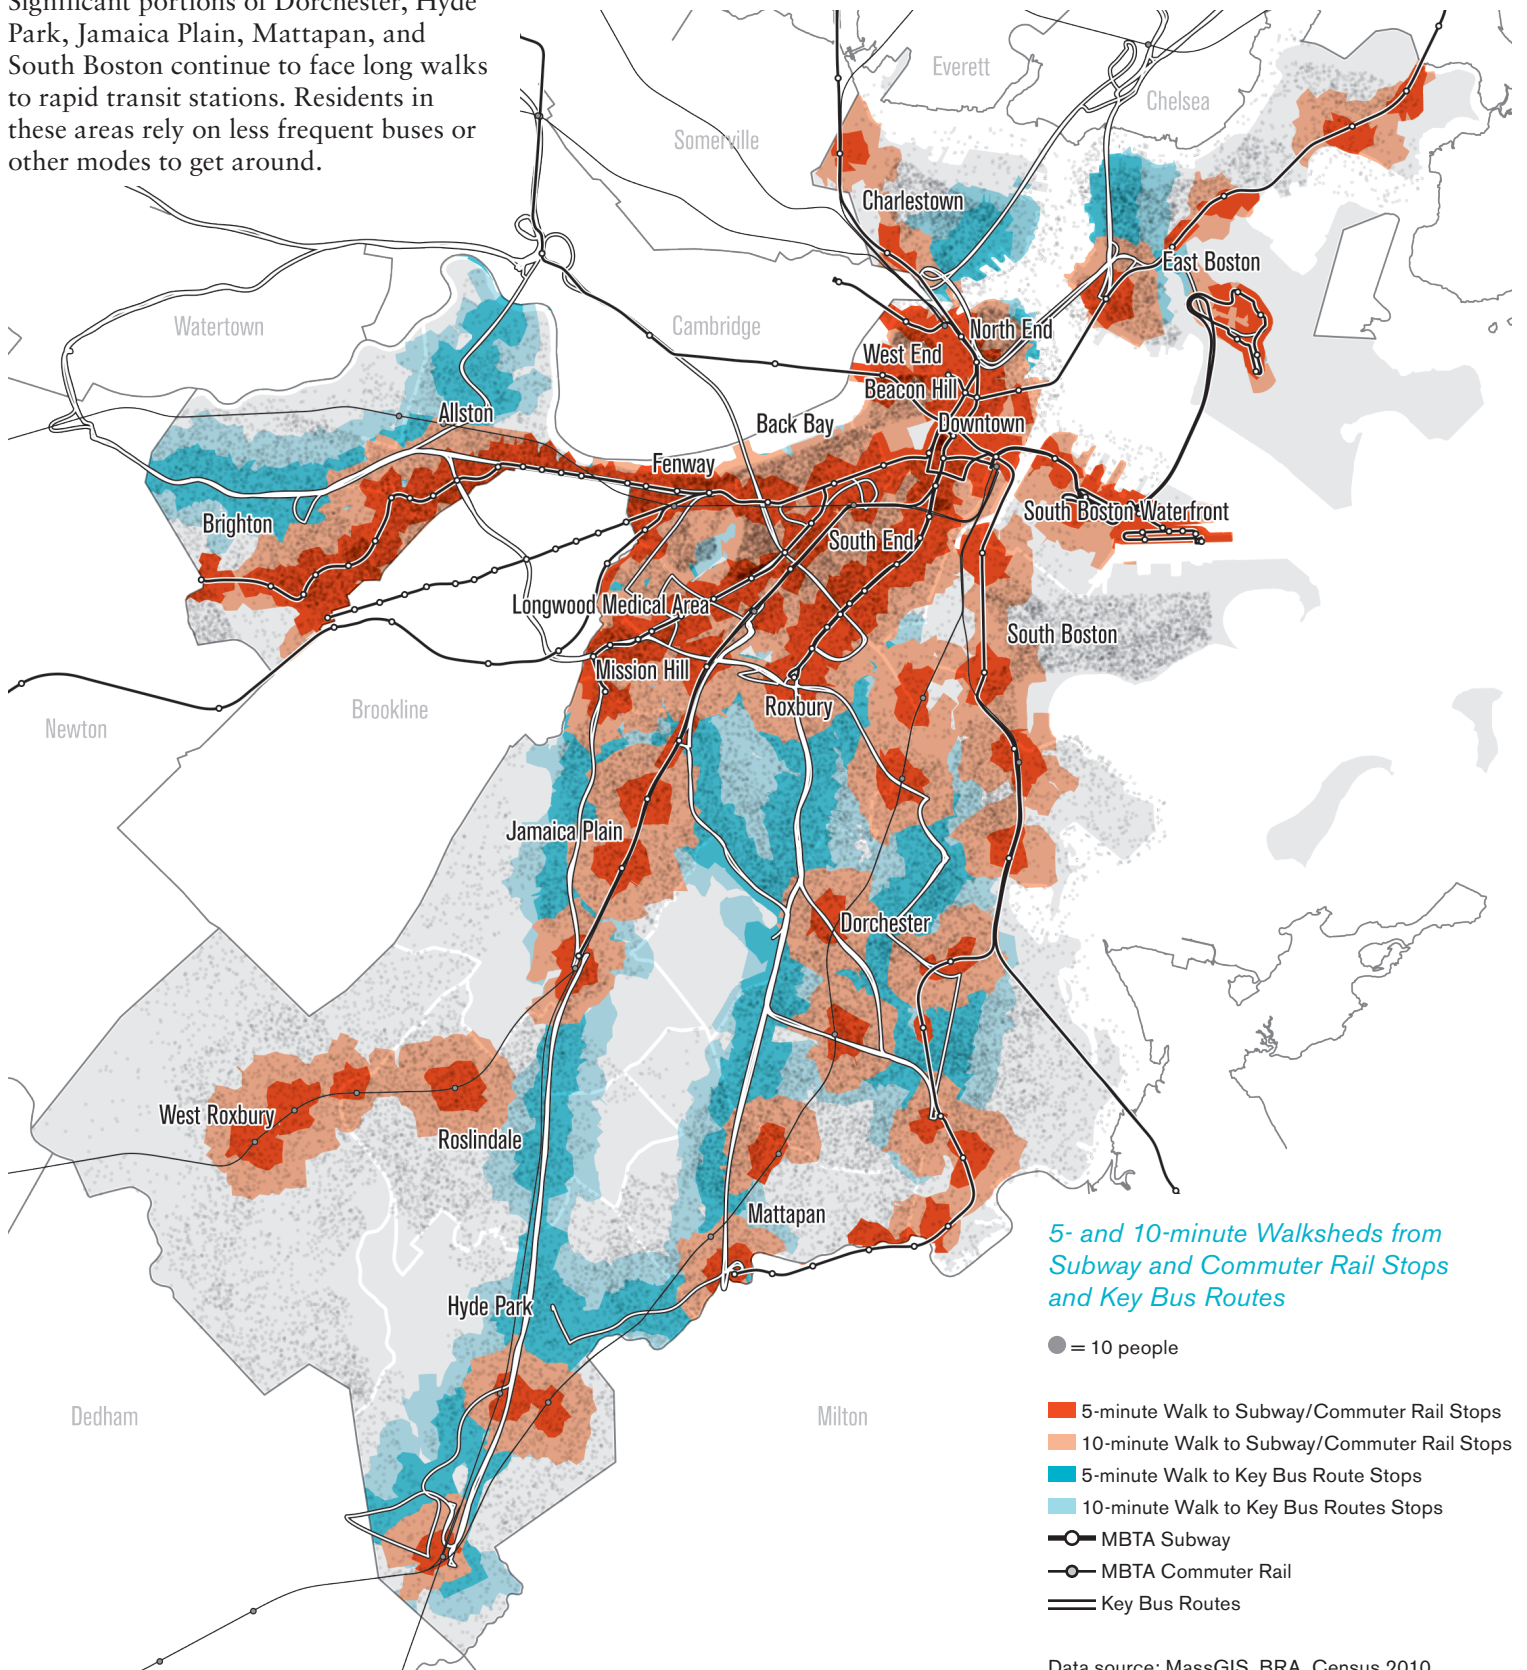 Significant portions of Dorchester, Hyde
Park, Jamaica Plain, Mattapan, and
South Boston continue to face long walks
to rapid transit stations. Residents in
these areas rely on less frequent buses or
other modes to get around.
Everett
Chelsea
Somerville
Charlestown
East Boston
Watertown
Cambridge
North End
West End
Beacon Hill
Allston
Back Bay
Downtown
Fenway
Brighton
South Boston Waterfront
South End
Longwood Medical Area
South Boston
Mission Hill
Roxbury
Brookline
Newton
Jamaica Plain
Dorchester
West Roxbury
Roslindale
Mattapan
Hyde Park
Dedham
Milton
5- and 10-minute Walksheds from
Subway and Commuter Rail Stops
and Key Bus Routes
= 10 people
5-minute Walk to Subway/Commuter Rail Stops
10-minute Walk to Subway/Commuter Rail Stops
5-minute Walk to Key Bus Route Stops
10-minute Walk to Key Bus Routes Stops
MBTA Subway
MBTA Commuter Rail
Key Bus Routes
Data source: MassGIS, BRA, Census 2010